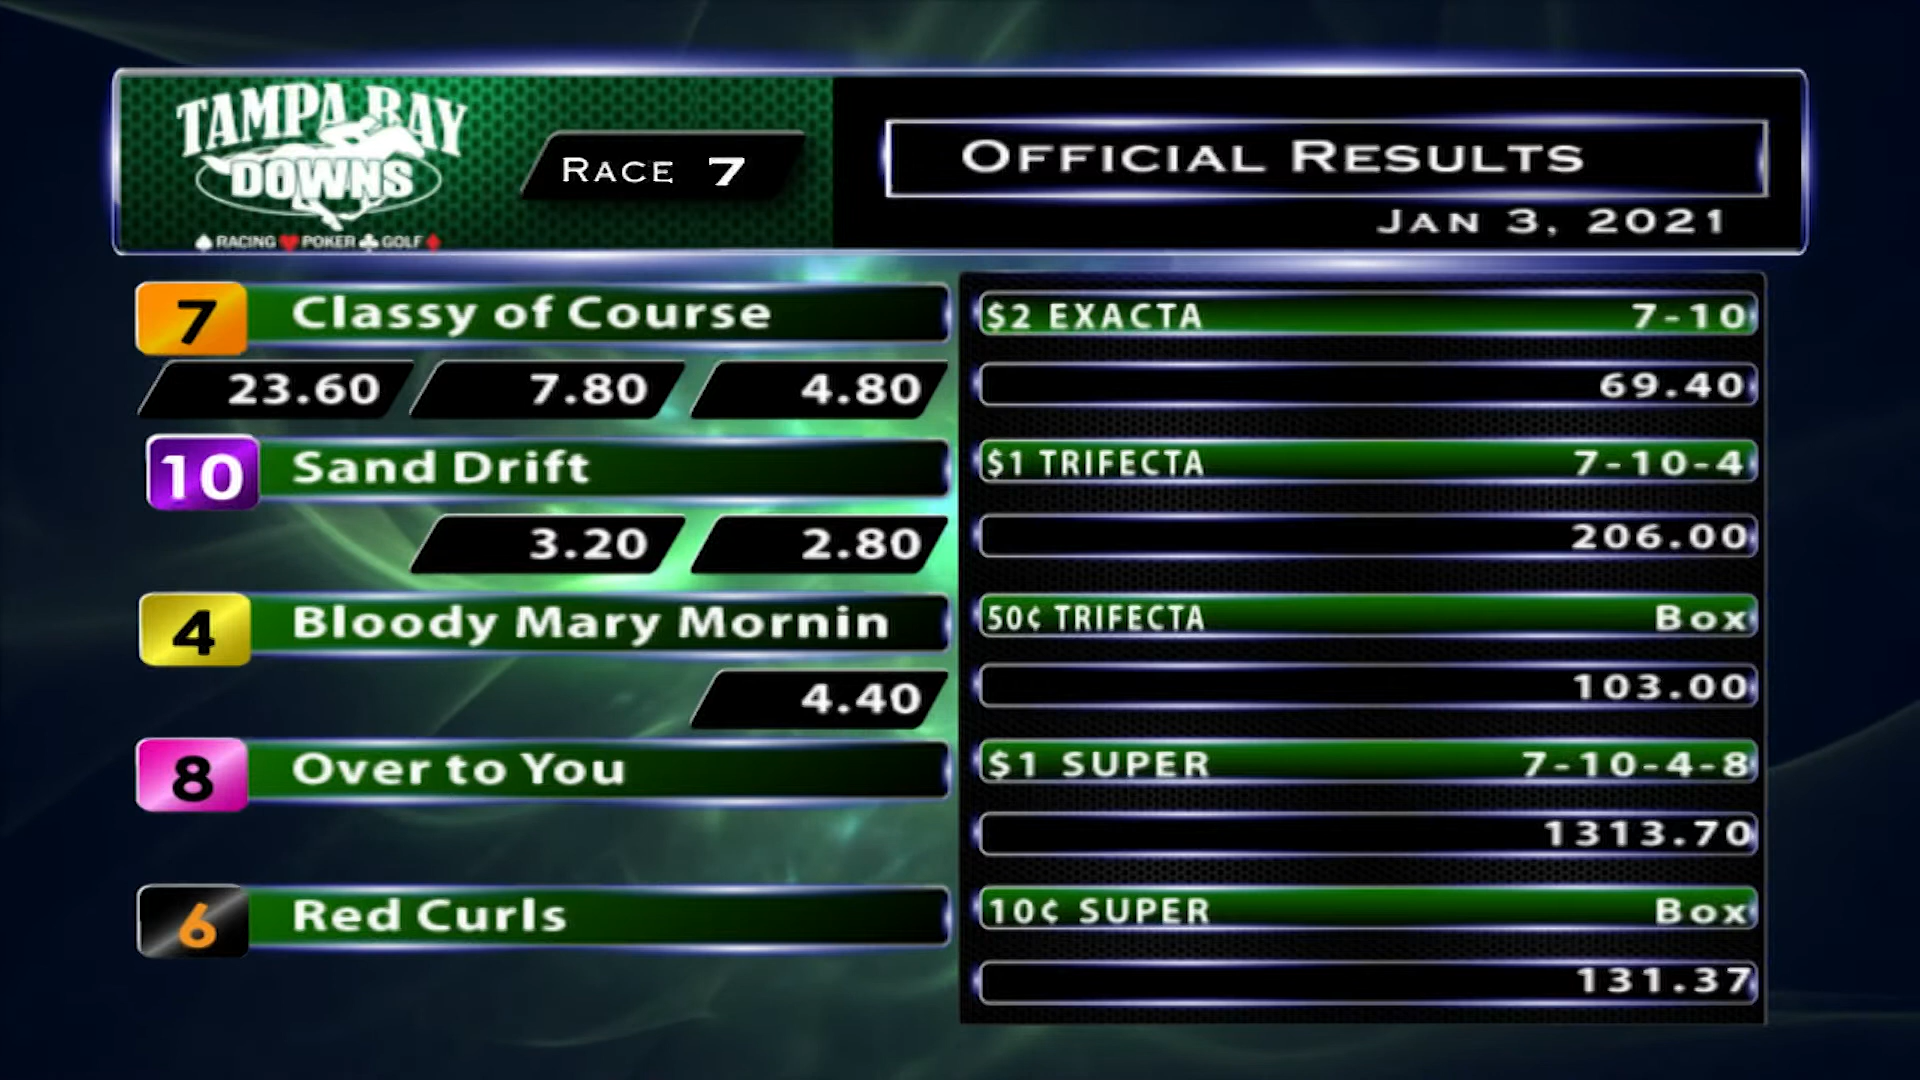 TAMPA BAY
DOWNS
RACING POKER GOLF
RACE 7
OFFICIAL RESULTS
JAN 3, 2021
7 Classy of Course
23.60 7.80 4.80
10 Sand Drift
3.20 2.80
4 Bloody Mary Mornin
4.40
8 Over to You
6 Red Curls
$2 EXACTA 7-10
69.40
$1 TRIFECTA 7-10-4
206.00
50¢ TRIFECTA Box
103.00
$1 SUPER 7-10-4-8
1313.70
10¢ SUPER Box
131.37